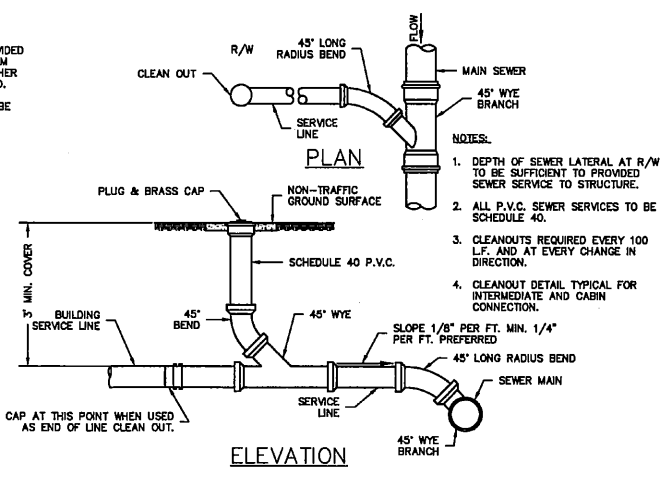 VIDED
M
HER
D.
BE
R/W
45° LONG
RADIUS BEND
FLOW
CLEAN OUT
MAIN SEWER
45° WYE
BRANCH
SERVICE
LINE
PLAN
NOTES:
1. DEPTH OF SEWER LATERAL AT R/W
TO BE SUFFICIENT TO PROVIDED
SEWER SERVICE TO STRUCTURE.
2. ALL P.V.C. SEWER SERVICES TO BE
SCHEDULE 40.
3. CLEANOUTS REQUIRED EVERY 100
L.F. AND AT EVERY CHANGE IN
DIRECTION.
4. CLEANOUT DETAIL TYPICAL FOR
INTERMEDIATE AND CABIN
CONNECTION.
PLUG & BRASS CAP
NON-TRAFFIC
GROUND SURFACE
3' MIN. COVER
SCHEDULE 40 P.V.C.
BUILDING
SERVICE LINE
45°
BEND
45° WYE
SLOPE 1/8" PER FT. MIN. 1/4"
PER FT. PREFERRED
45° LONG RADIUS BEND
SEWER MAIN
SERVICE
LINE
CAP AT THIS POINT WHEN USED
AS END OF LINE CLEAN OUT.
45° WYE
BRANCH
ELEVATION